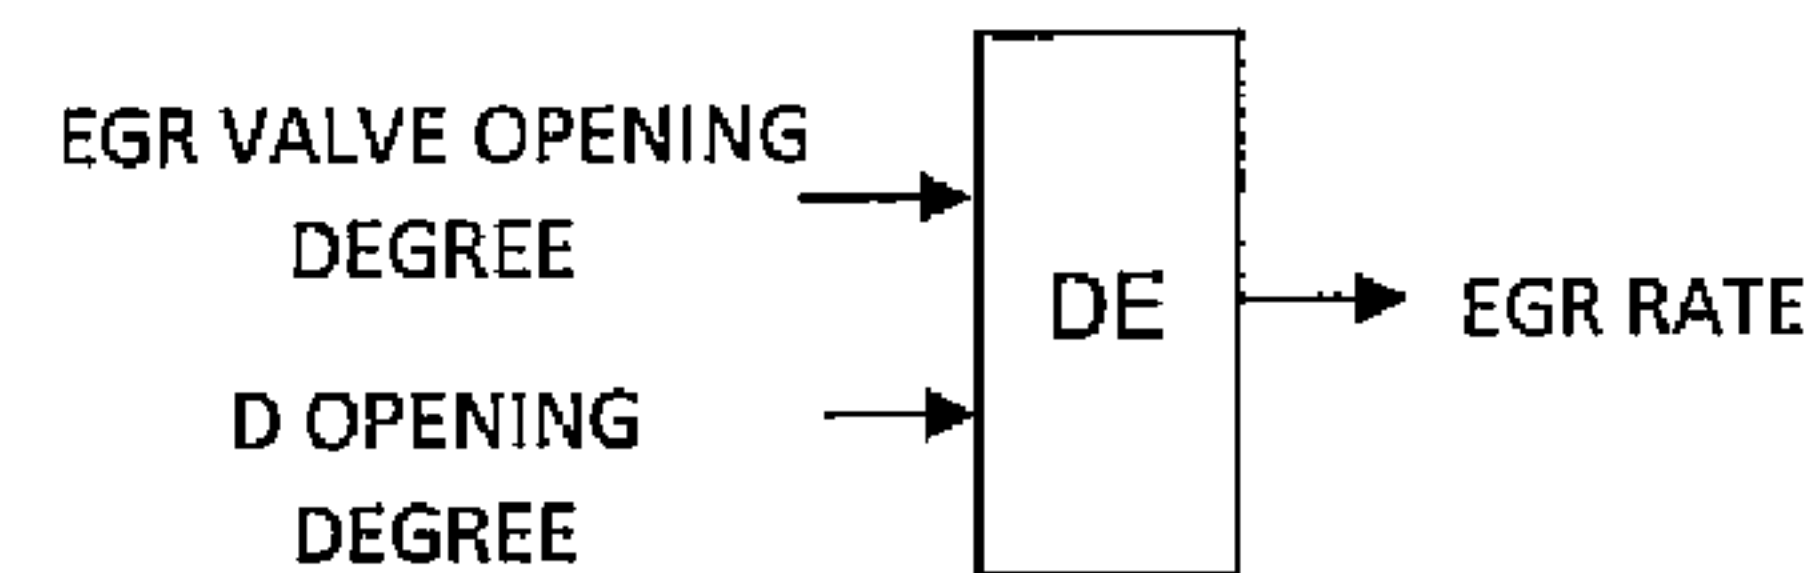 EGR VALVE OPENING
DEGREE
D OPENING
DEGREE
DE
EGR RATE